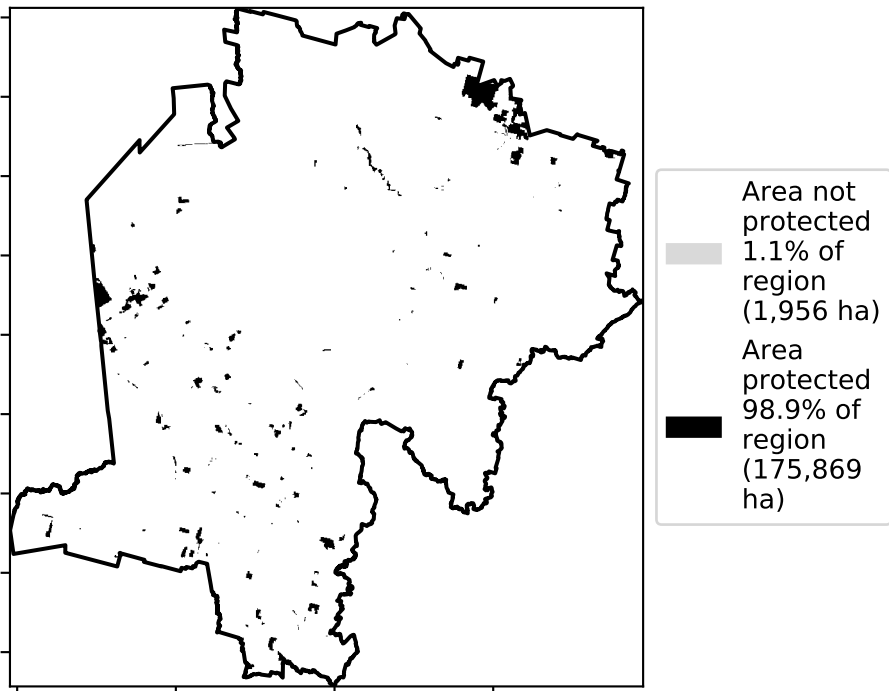 Area not
protected
1.1% of
region
(1,956 ha)
Area
protected
98.9% of
region
(175,869
ha)